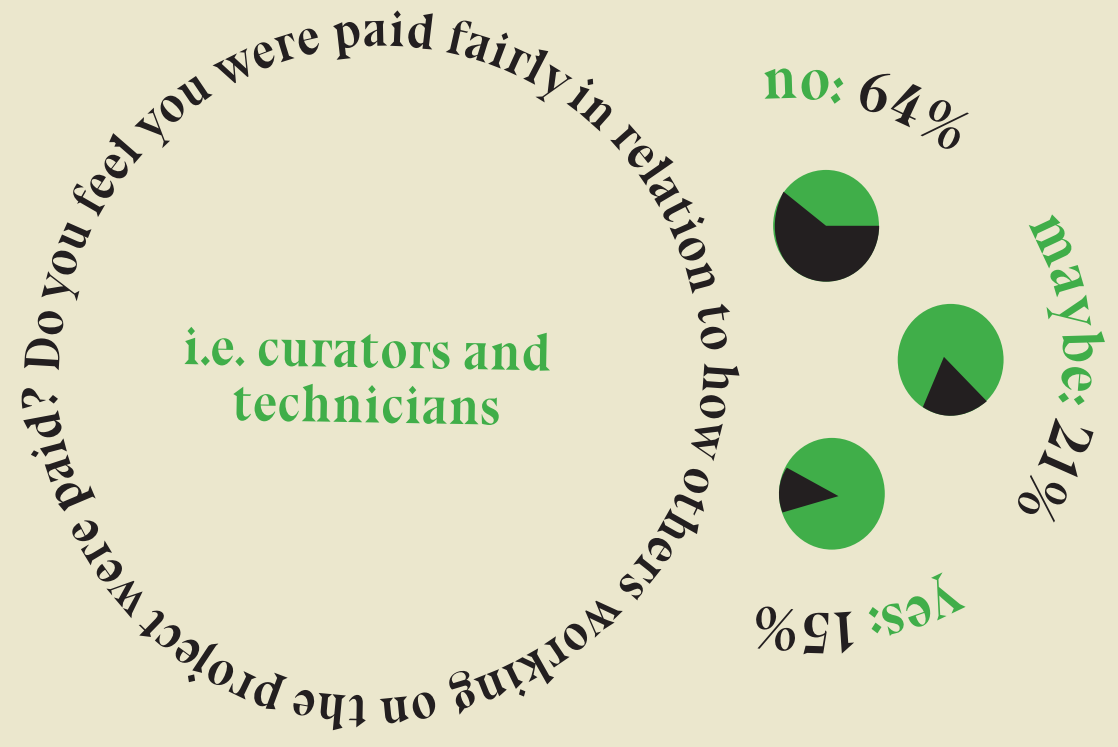 Do you feel you were paid fairly in relation to how others working on the project were paid?
i.e. curators and
technicians
no: 64%
maybe: 21%
yes: 15%